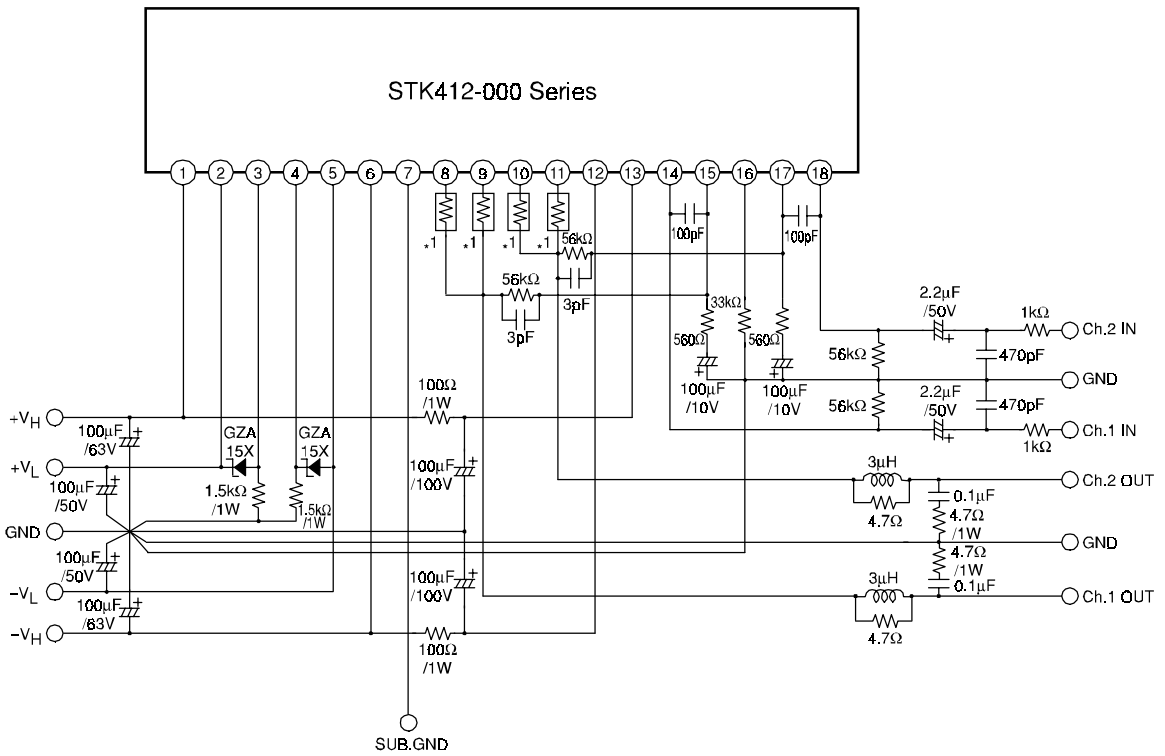 STK412-000 Series
1 2 3 4 5 6 7 8 9 10 11 12 13 14 15 16 17 18
*1
*1
*1
*1
100pF
100pF
56kΩ
3pF
56kΩ
3pF
33kΩ
560Ω
560Ω
+
100µF
/10V
+
100µF
/10V
2.2µF
/50V
+
1kΩ
Ch.2 IN
56kΩ
470pF
GND
56kΩ
2.2µF
/50V
+
470pF
1kΩ
Ch.1 IN
+VH
100µF
/63V
+
100Ω
/1W
GZA
15X
GZA
15X
+VL
100µF
/50V
+
1.5kΩ
/1W
1.5kΩ
/1W
100µF
/100V
+
3µH
4.7Ω
Ch.2 OUT
0.1µF
4.7Ω
/1W
GND
GND
4.7Ω
/1W
0.1µF
100µF
/50V
+
100µF
/100V
+
−VL
3µH
4.7Ω
Ch.1 OUT
100µF
/63V
+
−VH
100Ω
/1W
SUB.GND